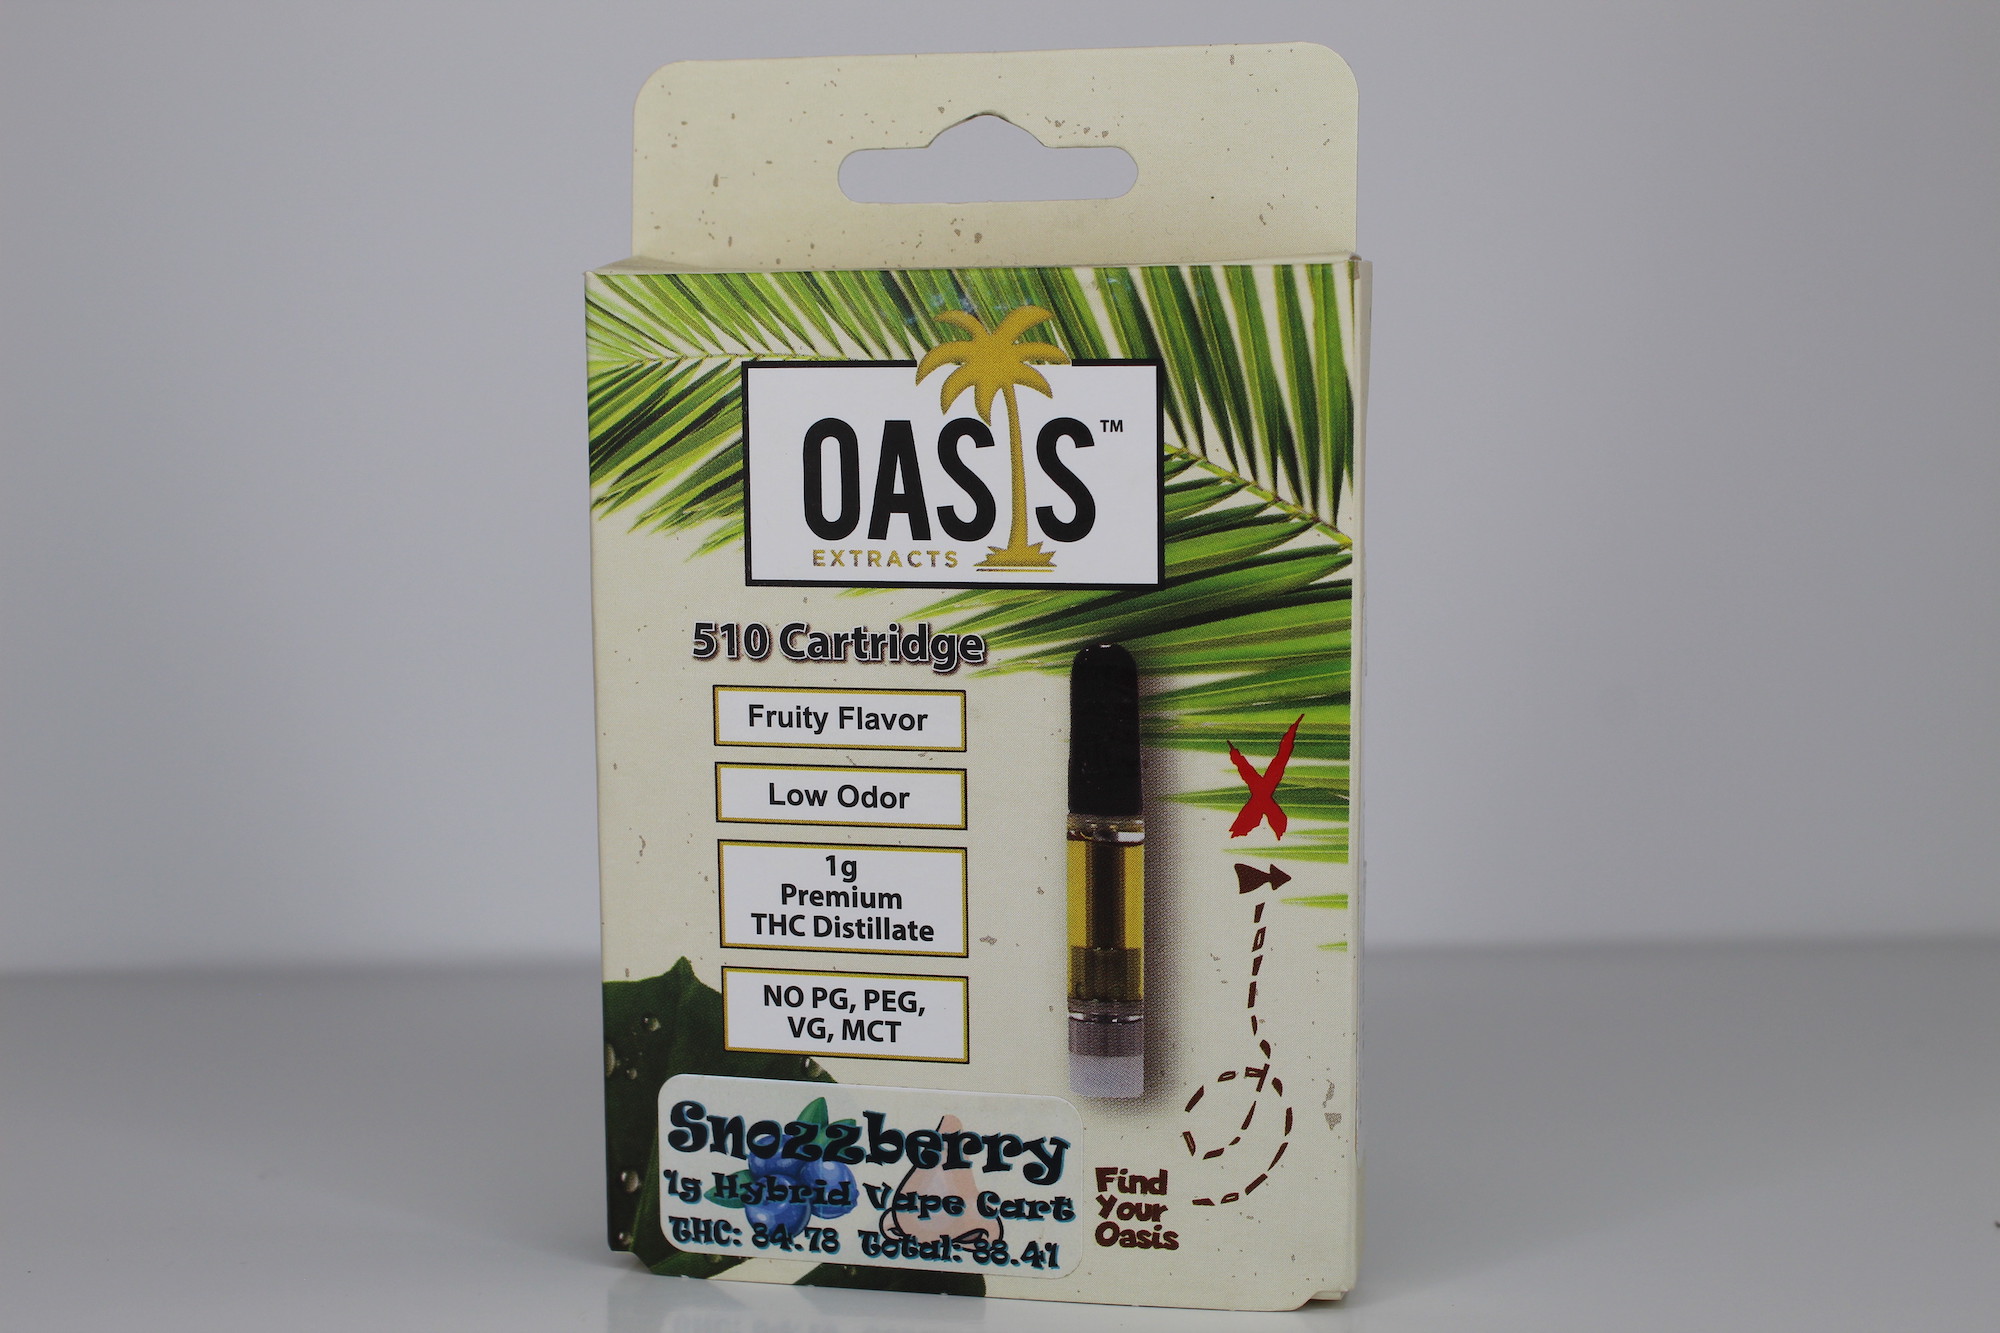 OASIS™
EXTRACTS
510 Cartridge
Fruity Flavor
Low Odor
1g
Premium
THC Distillate
NO PG, PEG,
VG, MCT
Snozzberry
1g Hybrid Vape Cart
THC: 84.78 Total: 88.41
Find
Your
Oasis